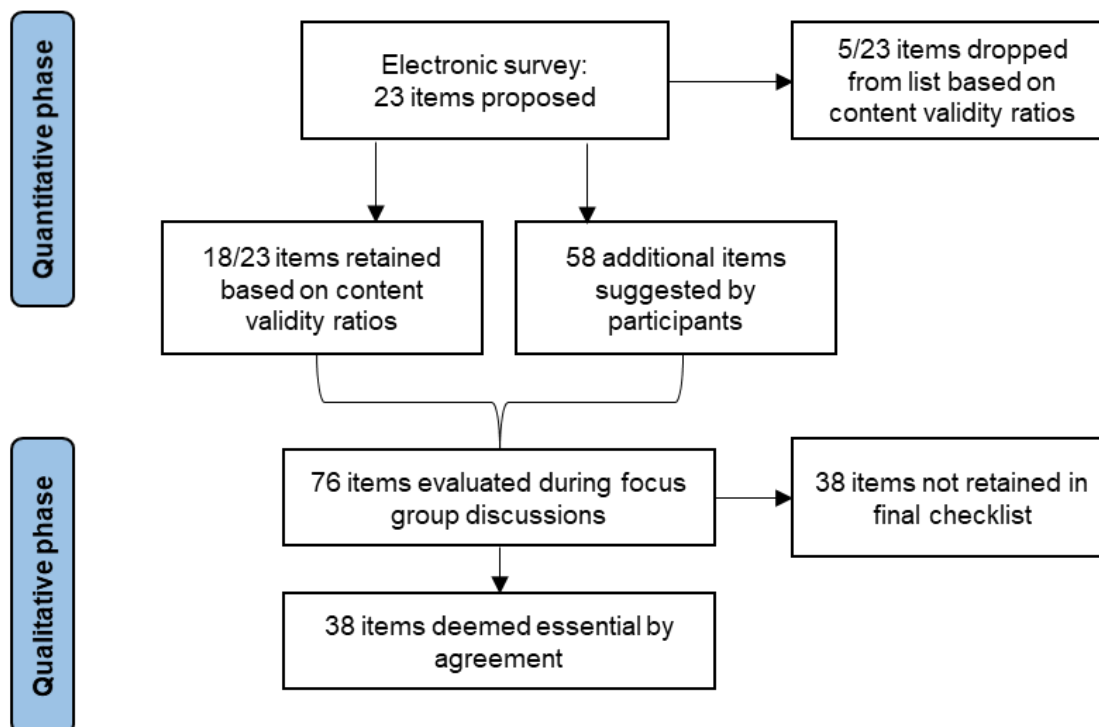 Quantitative phase
Electronic survey:
23 items proposed
5/23 items dropped
from list based on
content validity ratios
18/23 items retained
based on content
validity ratios
58 additional items
suggested by
participants
Qualitative phase
76 items evaluated during focus
group discussions
38 items not retained in
final checklist
38 items deemed essential by
agreement